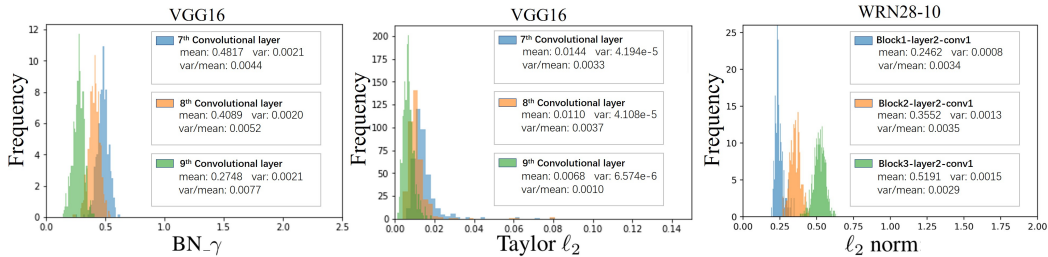 VGG16
Frequency
12
10
8
6
4
2
0
0.0
0.5
1.0
1.5
2.0
2.5
BN_γ
7th Convolutional layer
mean: 0.4817 var: 0.0021
var/mean: 0.0044
8th Convolutional layer
mean: 0.4089 var: 0.0020
var/mean: 0.0052
9th Convolutional layer
mean: 0.2748 var: 0.0021
var/mean: 0.0077
VGG16
Frequency
200
175
150
125
100
75
50
25
0
0.00
0.02
0.04
0.06
0.08
0.10
0.12
0.14
Taylor ℓ2
7th Convolutional layer
mean: 0.0144 var: 4.194e-5
var/mean: 0.0033
8th Convolutional layer
mean: 0.0110 var: 4.108e-5
var/mean: 0.0037
9th Convolutional layer
mean: 0.0068 var: 6.574e-6
var/mean: 0.0010
WRN28-10
Frequency
25
20
15
10
5
0
0.00
0.25
0.50
0.75
1.00
1.25
1.50
1.75
2.00
ℓ2 norm
Block1-layer2-conv1
mean: 0.2462 var: 0.0008
var/mean: 0.0034
Block2-layer2-conv1
mean: 0.3552 var: 0.0013
var/mean: 0.0035
Block3-layer2-conv1
mean: 0.5191 var: 0.0015
var/mean: 0.0029